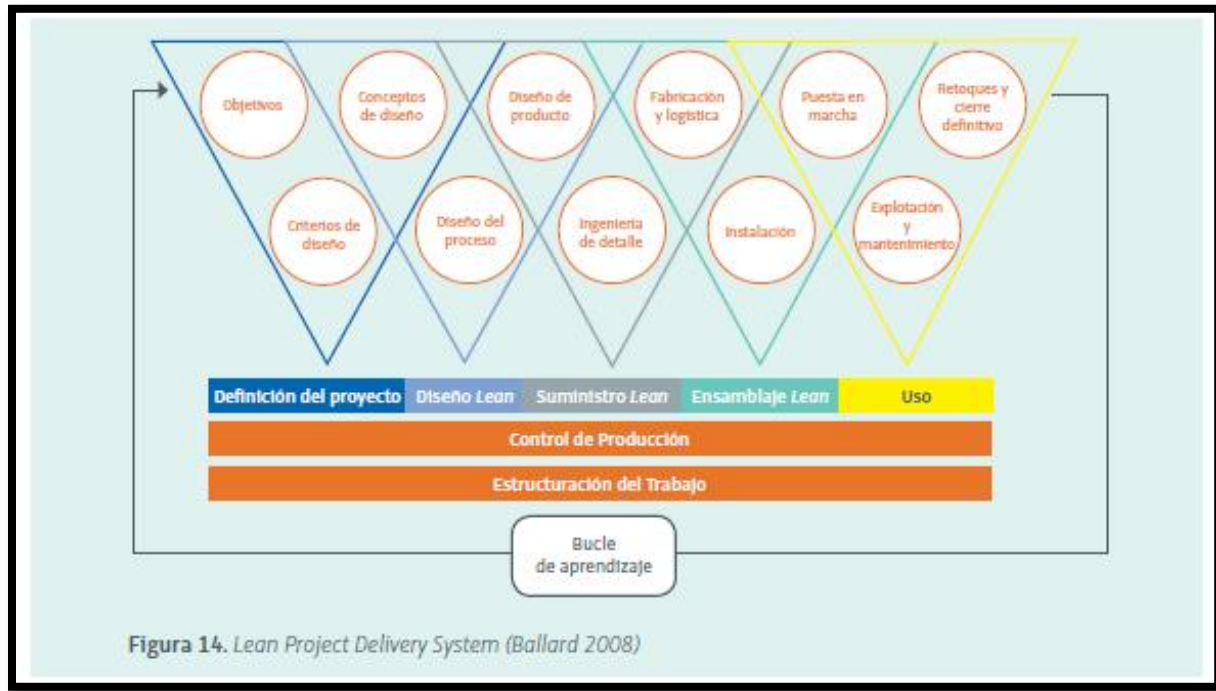 Objetivos
Conceptos
de diseño
Diseño de
producto
Fabricación
y logística
Puesta en
marcha
Retoques y
cierre
definitivo
Criterios de
diseño
Diseño del
proceso
Ingeniería
de detalle
Instalación
Explotación
y
mantenimiento
Definición del proyecto
Diseño Lean
Suministro Lean
Ensamblaje Lean
Uso
Control de Producción
Estructuración del Trabajo
Bucle
de aprendizaje
Figura 14. Lean Project Delivery System (Ballard 2008)